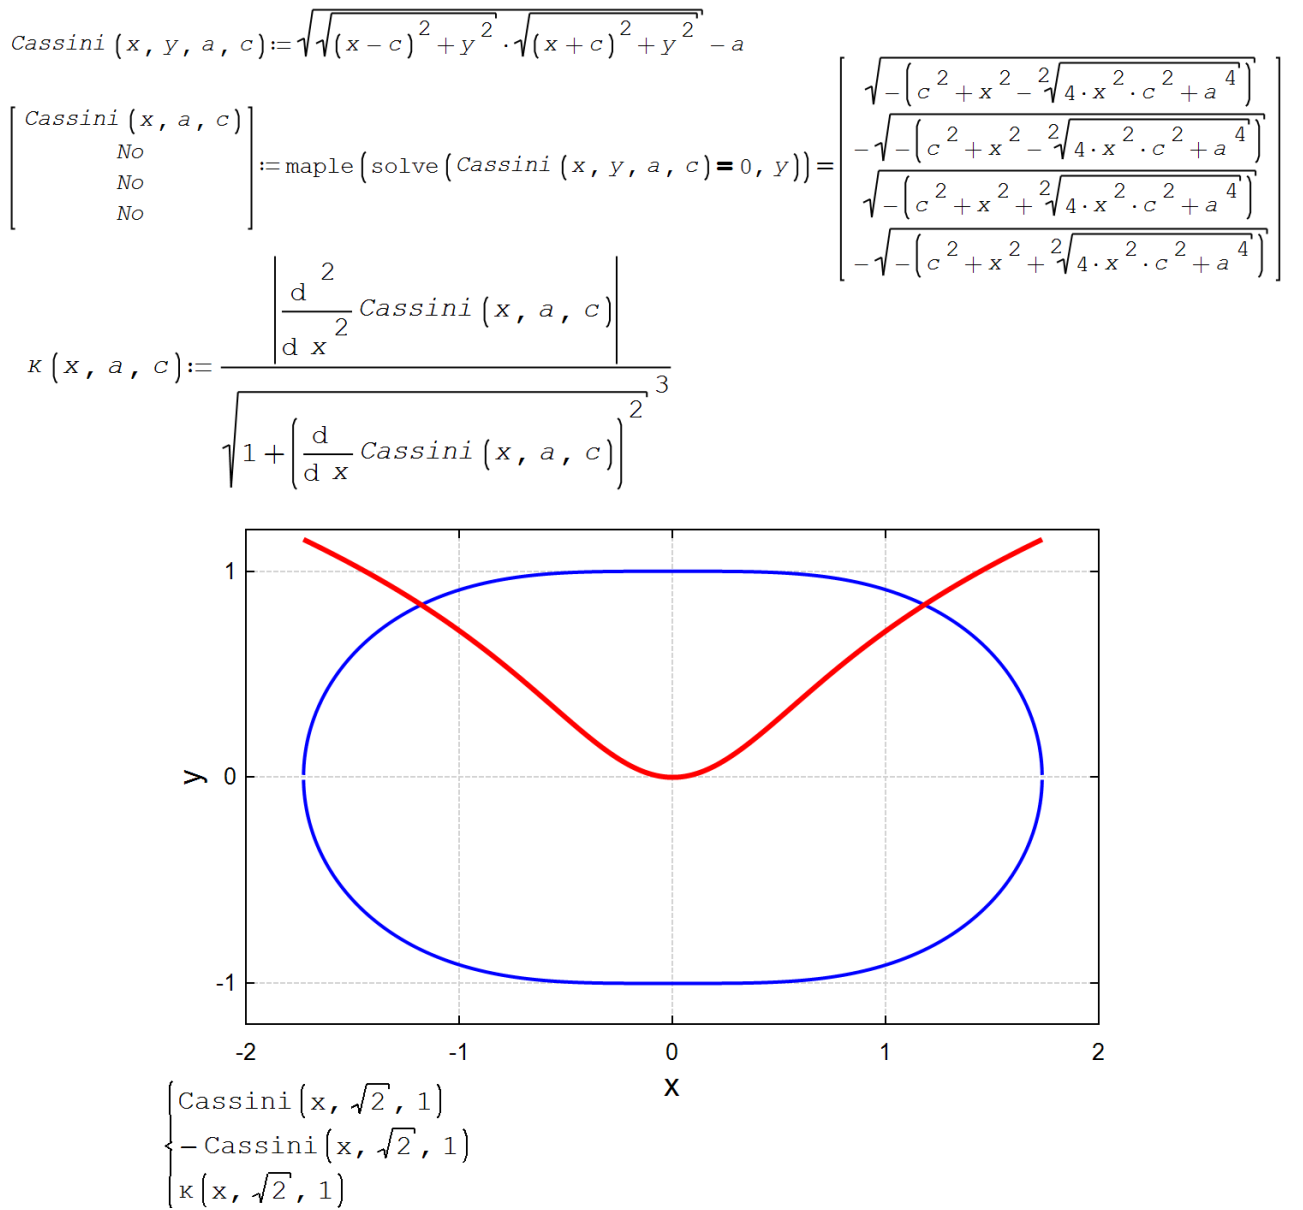 Cassini(x, y, a, c):=√(√((x−c)²+y²)·√((x+c)²+y²))−a
[Cassini(x, a, c)
No
No
No]:=maple(solve(Cassini(x, y, a, c)=0, y))=[√(−(c²+x²−²√(4·x²·c²+a⁴)))
−√(−(c²+x²−²√(4·x²·c²+a⁴)))
√(−(c²+x²+²√(4·x²·c²+a⁴)))
−√(−(c²+x²+²√(4·x²·c²+a⁴)))]
κ(x, a, c):=|d²/dx² Cassini(x, a, c)|/√(1+(d/dx Cassini(x, a, c))²)³
1
0
-1
y
-2 -1 0 1 2
x
{Cassini(x, √2, 1)
−Cassini(x, √2, 1)
κ(x, √2, 1)